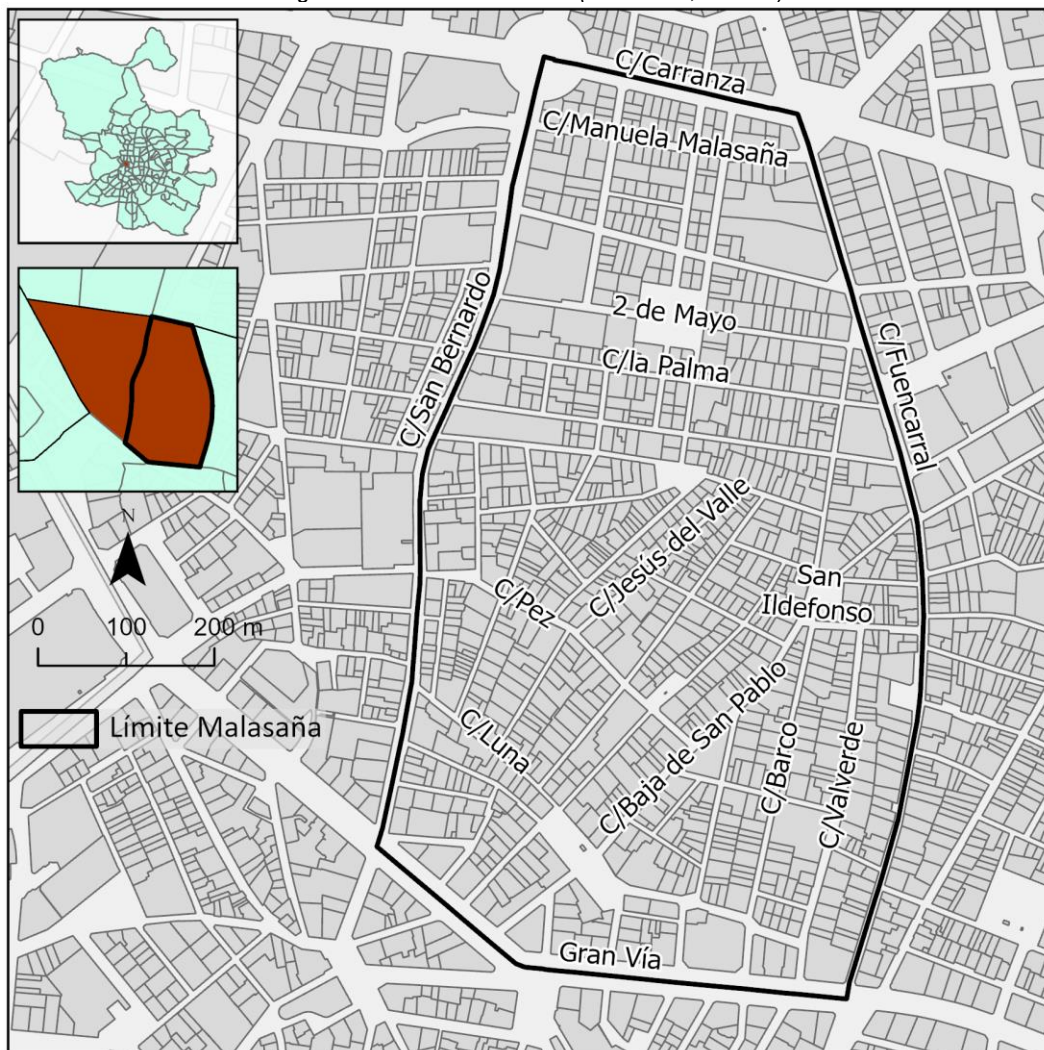 C/Carranza
C/Manuela Malasaña
2 de Mayo
C/la Palma
C/San Bernardo
C/Fuencarral
C/Jesús del Valle
San
Ildefonso
C/Pez
C/Luna
C/Baja de San Pablo
C/Barco
C/Valverde
Gran Vía
N
0 100 200 m
Límite Malasaña